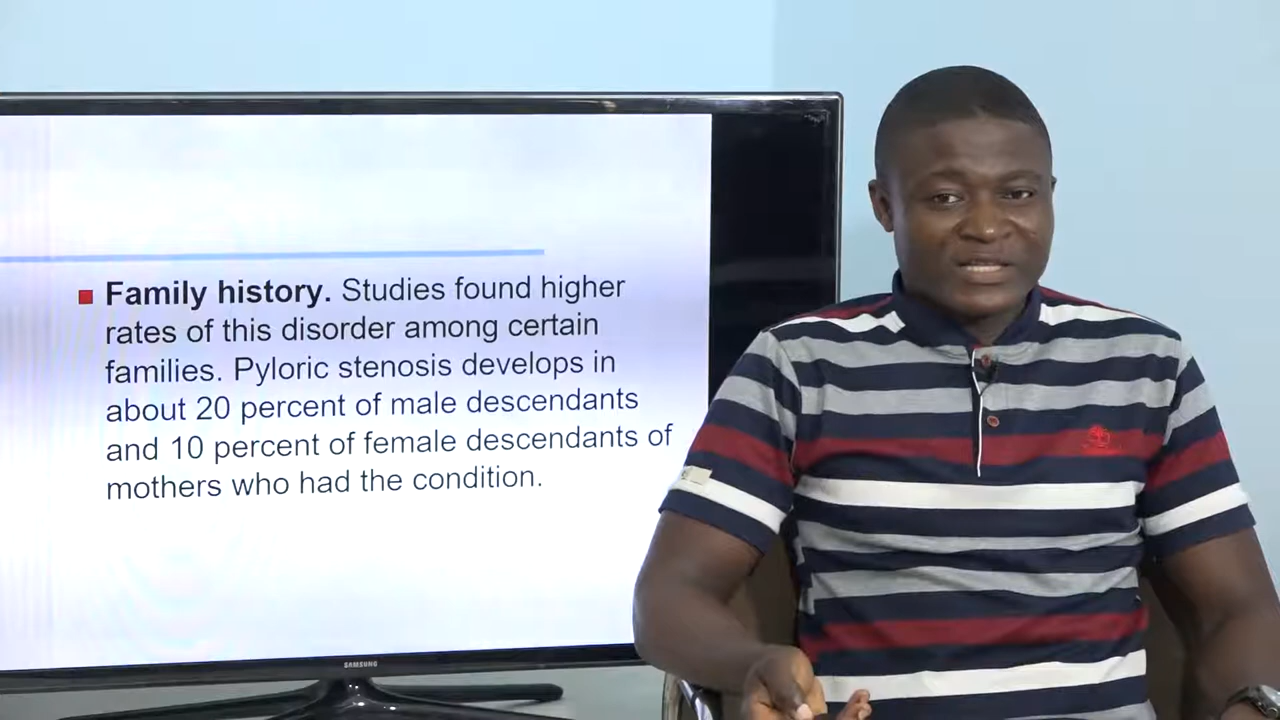 Family history. Studies found higher
rates of this disorder among certain
families. Pyloric stenosis develops in
about 20 percent of male descendants
and 10 percent of female descendants of
mothers who had the condition.
SAMSUNG